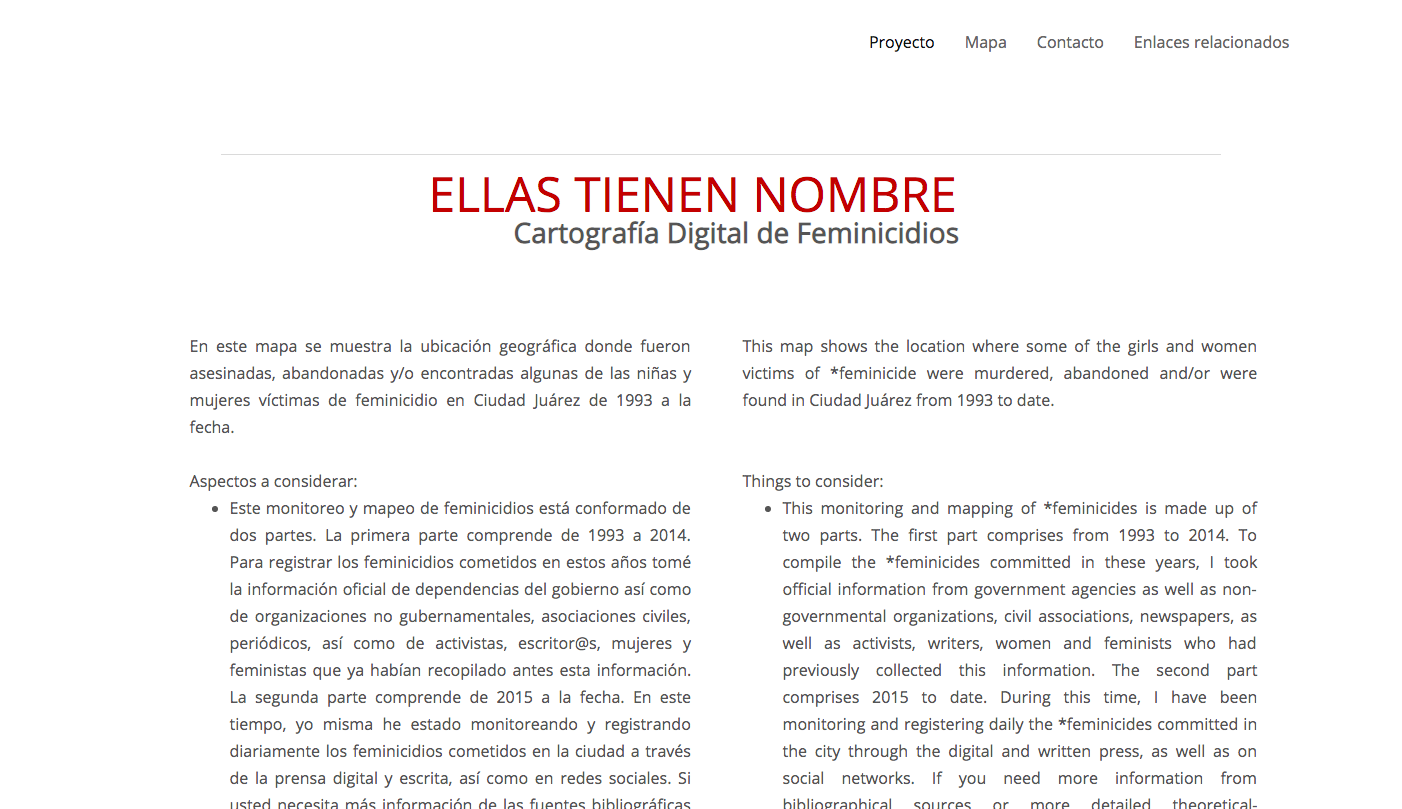 Proyecto Mapa Contacto Enlaces relacionados
ELLAS TIENEN NOMBRE
Cartografía Digital de Feminicidios
En este mapa se muestra la ubicación geográfica donde fueron
asesinadas, abandonadas y/o encontradas algunas de las niñas y
mujeres víctimas de feminicidio en Ciudad Juárez de 1993 a la
fecha.
Aspectos a considerar:
• Este monitoreo y mapeo de feminicidios está conformado de
dos partes. La primera parte comprende de 1993 a 2014.
Para registrar los feminicidios cometidos en estos años tomé
la información oficial de dependencias del gobierno así como
de organizaciones no gubernamentales, asociaciones civiles,
periódicos, así como de activistas, escritor@s, mujeres y
feministas que ya habían recopilado antes esta información.
La segunda parte comprende de 2015 a la fecha. En este
tiempo, yo misma he estado monitoreando y registrando
diariamente los feminicidios cometidos en la ciudad a través
de la prensa digital y escrita, así como en redes sociales. Si
usted necesita más información de las fuentes bibliográficas
This map shows the location where some of the girls and women
victims of *feminicide were murdered, abandoned and/or were
found in Ciudad Juárez from 1993 to date.
Things to consider:
• This monitoring and mapping of *feminicides is made up of
two parts. The first part comprises from 1993 to 2014. To
compile the *feminicides committed in these years, I took
official information from government agencies as well as non-
governmental organizations, civil associations, newspapers, as
well as activists, writers, women and feminists who had
previously collected this information. The second part
comprises 2015 to date. During this time, I have been
monitoring and registering daily the *feminicides committed in
the city through the digital and written press, as well as on
social networks. If you need more information from
bibliographical sources or more detailed theoretical-